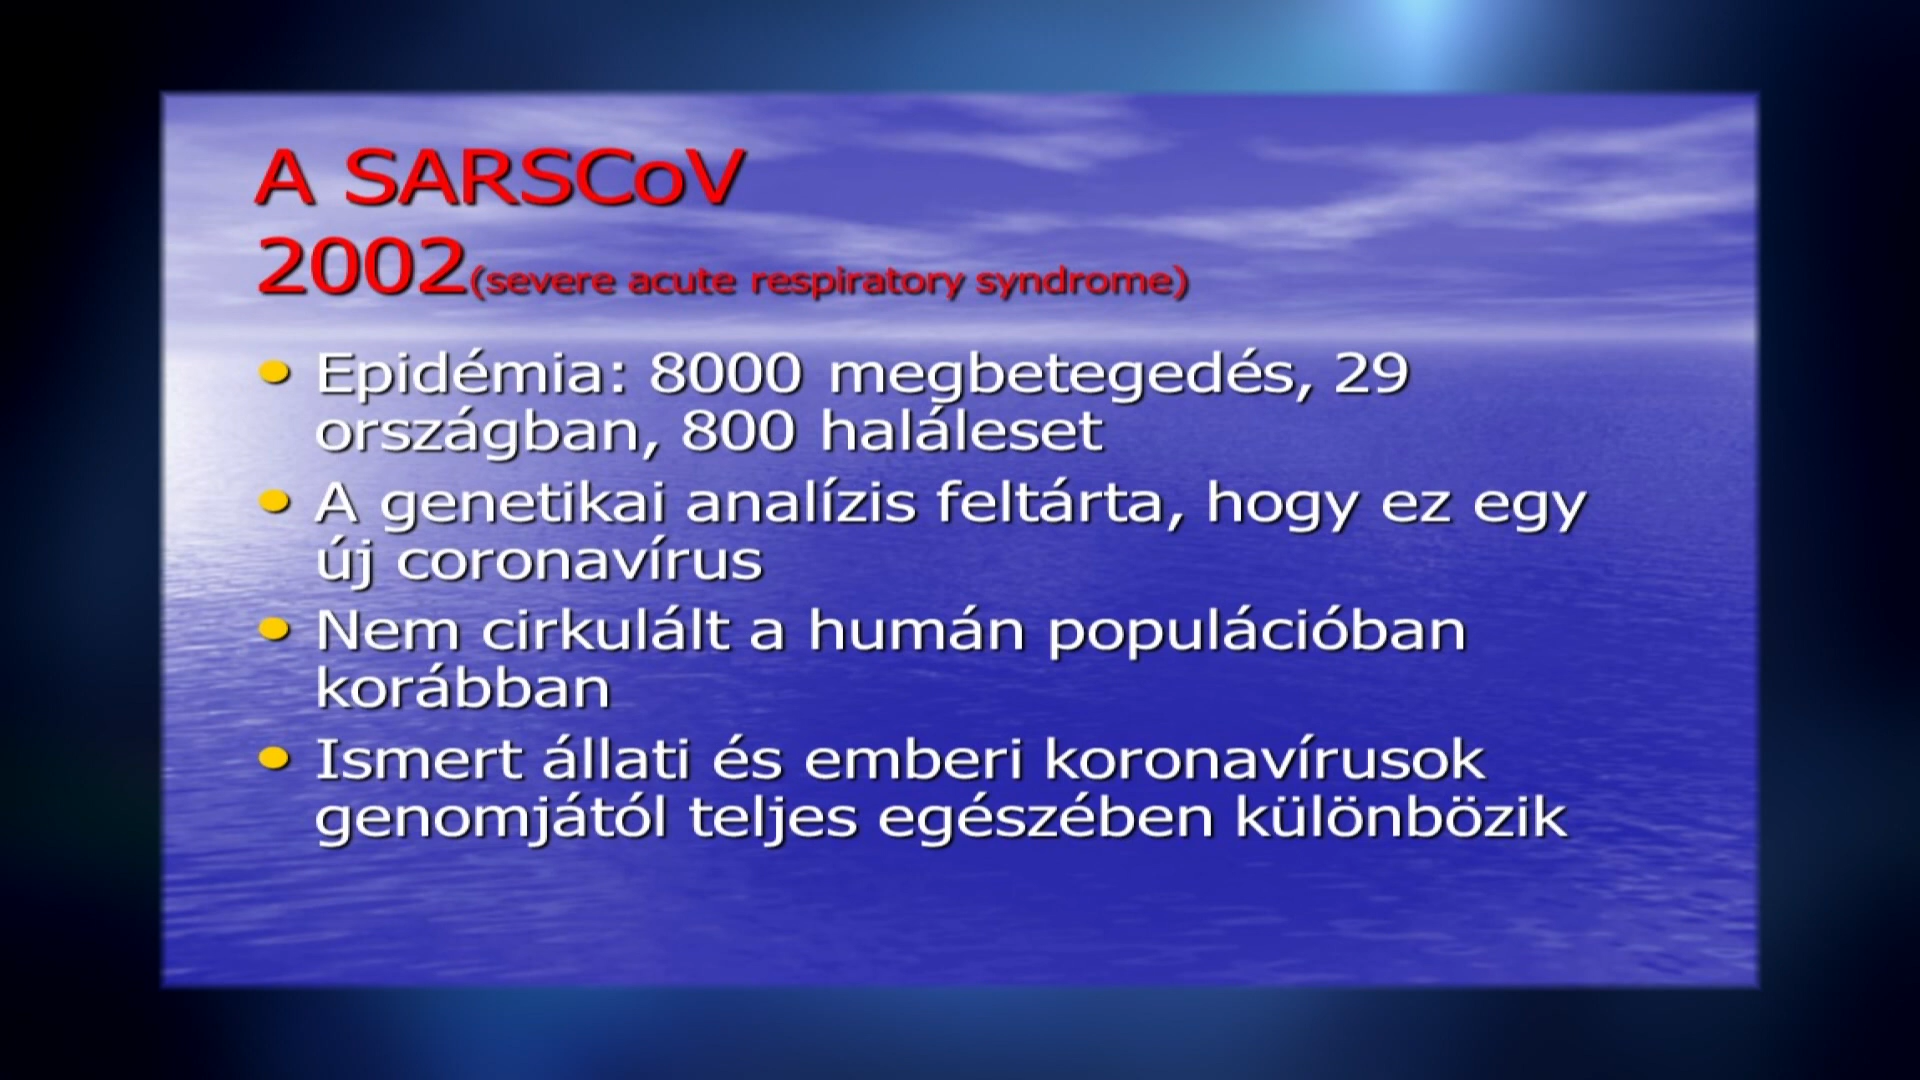 A SARSCoV
2002(severe acute respiratory syndrome)
• Epidémia: 8000 megbetegedés, 29
országban, 800 haláleset
• A genetikai analízis feltárta, hogy ez egy
új coronavírus
• Nem cirkulált a humán populációban
korábban
• Ismert állati és emberi koronavírusok
genomjától teljes egészében különbözik